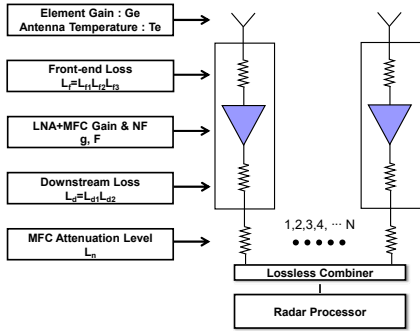 Element Gain : Ge
Antenna Temperature : Te
Front-end Loss
Lf=Lf1Lf2Lf3
LNA+MFC Gain & NF
g, F
Downstream Loss
Ld=Ld1Ld2
MFC Attenuation Level
Ln
1,2,3,4, ··· N
Lossless Combiner
Radar Processor